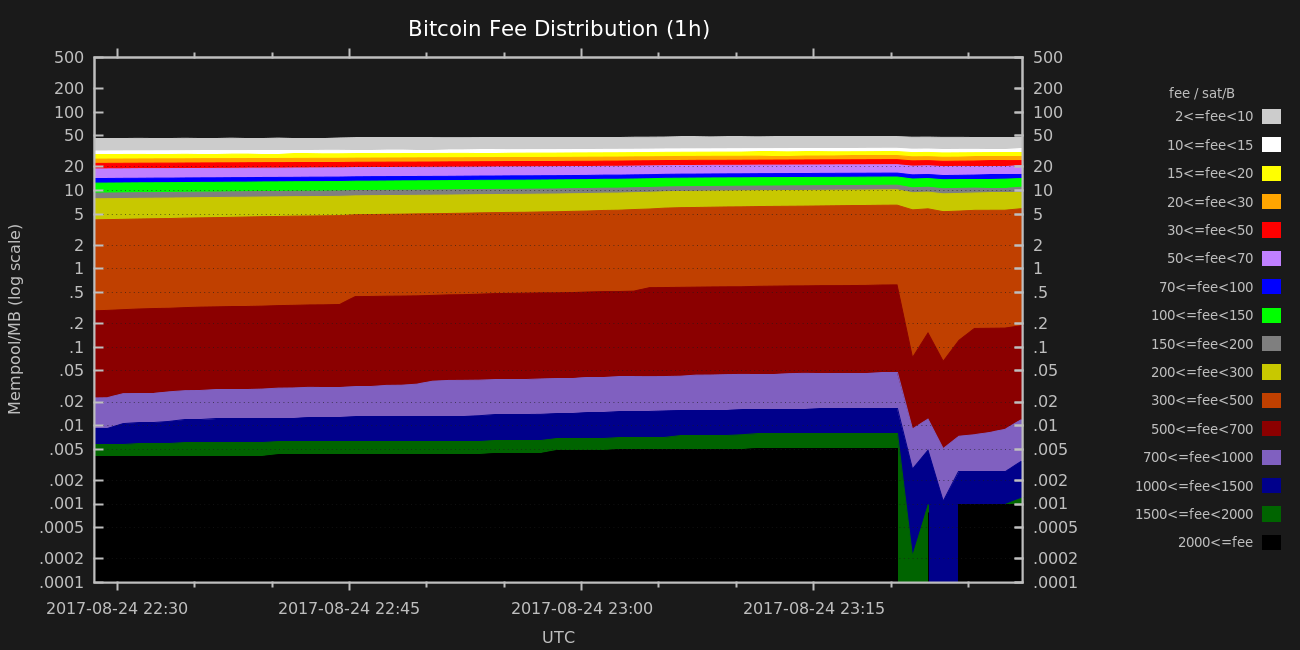 Bitcoin Fee Distribution (1h)
500
200
100
50
20
10
5
2
1
.5
.2
.1
.05
.02
.01
.005
.002
.001
.0005
.0002
.0001
Mempool/MB (log scale)
500
200
100
50
20
10
5
2
1
.5
.2
.1
.05
.02
.01
.005
.002
.001
.0005
.0002
.0001
2017-08-24 22:30
2017-08-24 22:45
2017-08-24 23:00
2017-08-24 23:15
UTC
fee / sat/B
2<=fee<10
10<=fee<15
15<=fee<20
20<=fee<30
30<=fee<50
50<=fee<70
70<=fee<100
100<=fee<150
150<=fee<200
200<=fee<300
300<=fee<500
500<=fee<700
700<=fee<1000
1000<=fee<1500
1500<=fee<2000
2000<=fee